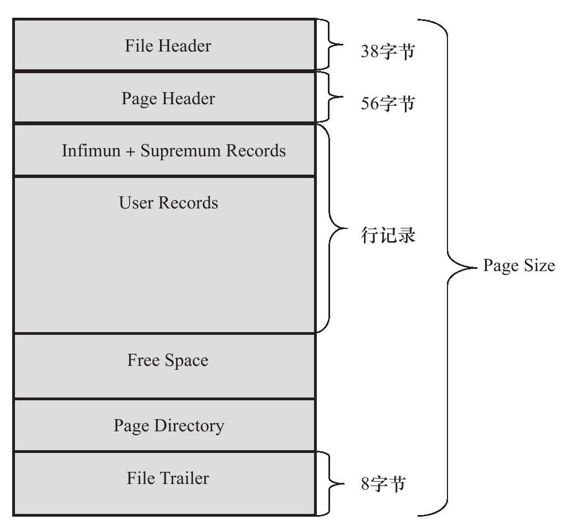 File Header
38字节
Page Header
56字节
Infimun + Supremum Records
User Records
行记录
Page Size
Free Space
Page Directory
File Trailer
8字节